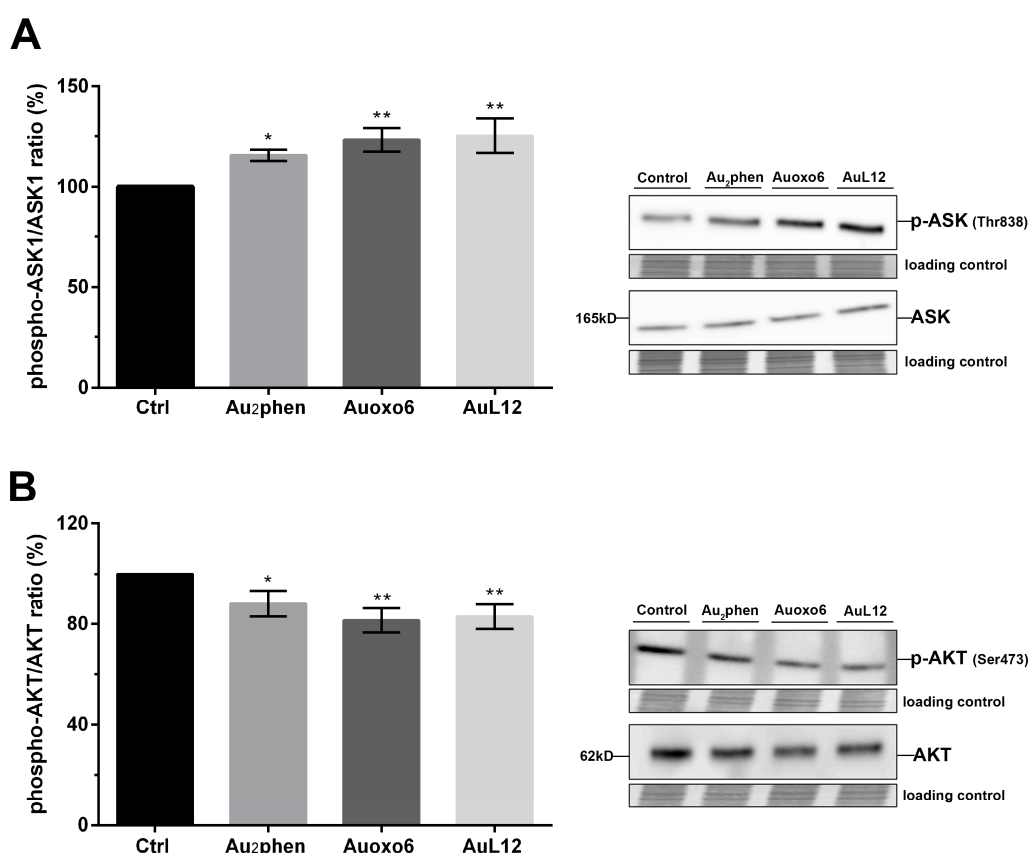 A
phospho-ASK1/ASK1 ratio (%)
150
100
50
0
*
**
**
Ctrl Au2phen Auoxo6 AuL12
Control Au2phen Auoxo6 AuL12
p-ASK (Thr838)
loading control
165kD
ASK
loading control
B
phospho-AKT/AKT ratio (%)
120
80
40
0
*
**
**
Ctrl Au2phen Auoxo6 AuL12
Control Au2phen Auoxo6 AuL12
p-AKT (Ser473)
loading control
62kD
AKT
loading control